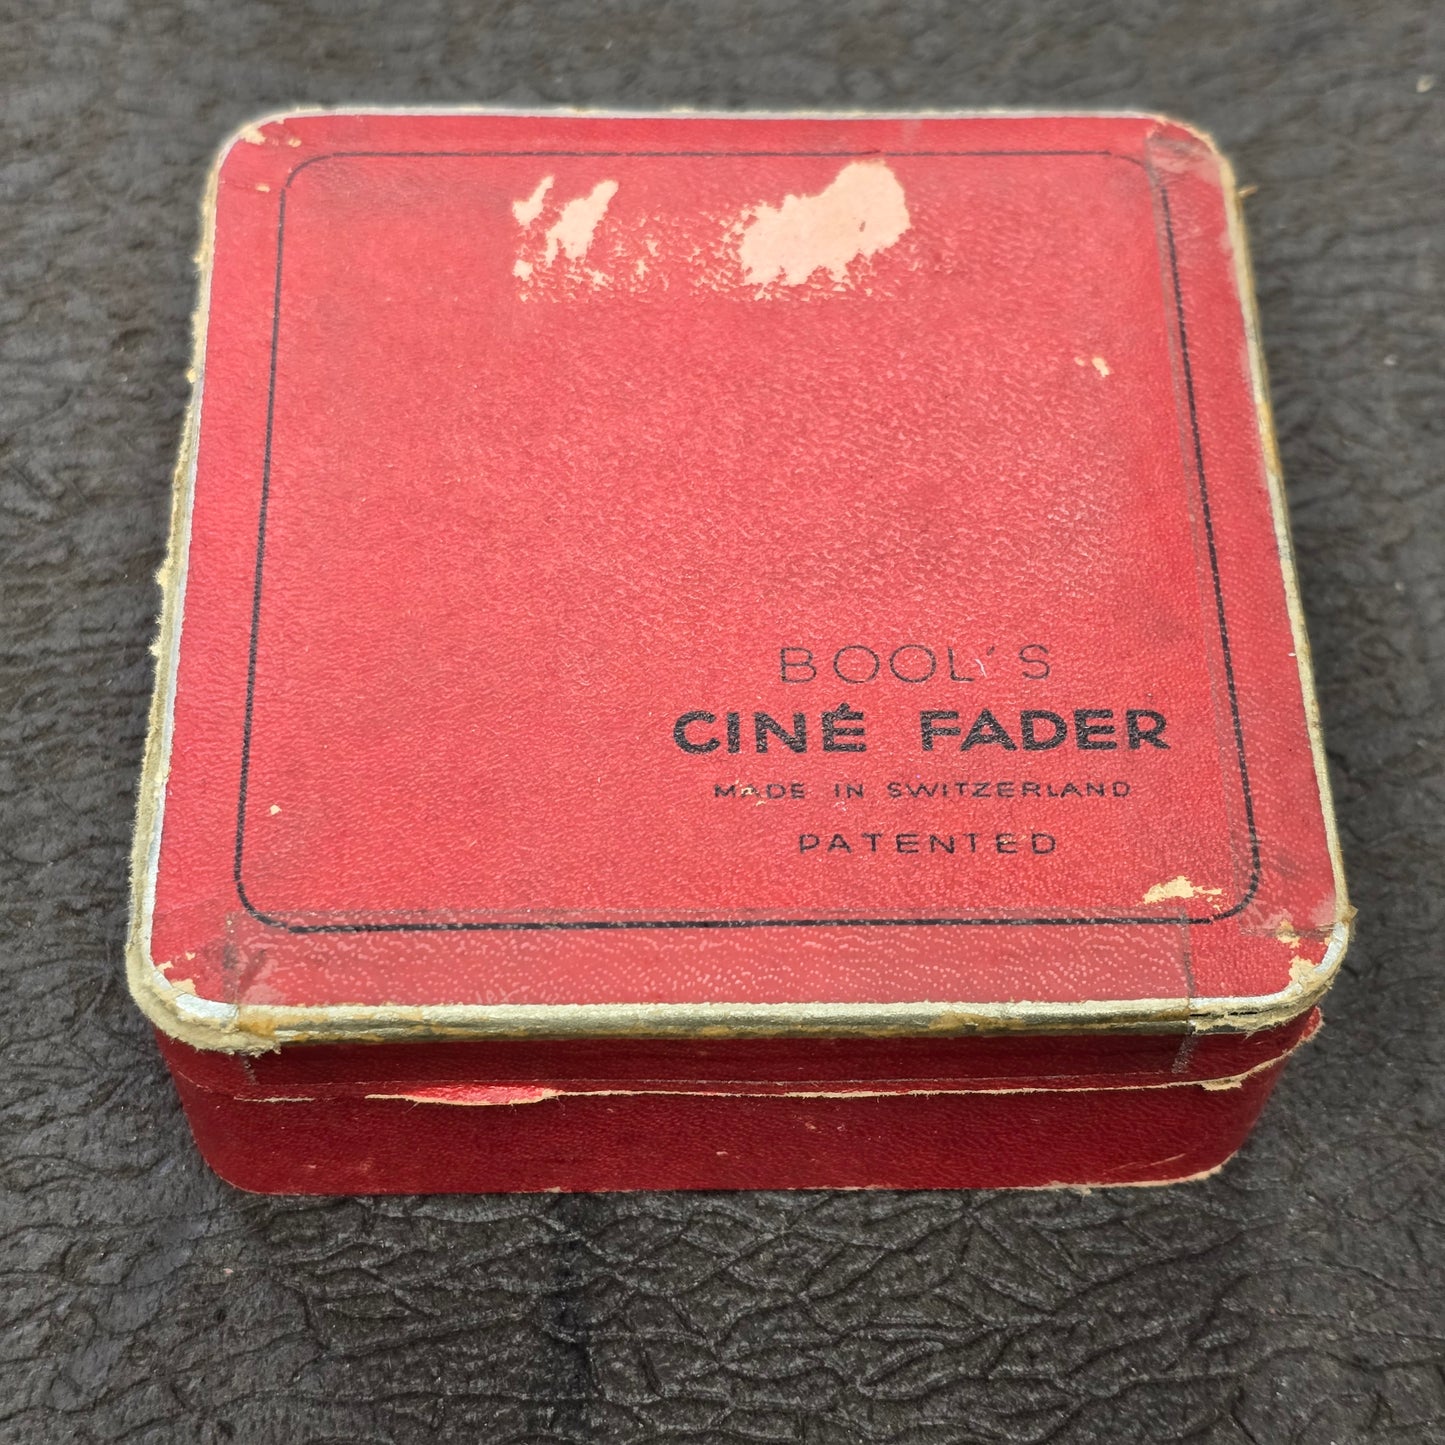 BOOL'S
CINÉ FADER
MADE IN SWITZERLAND
PATENTED